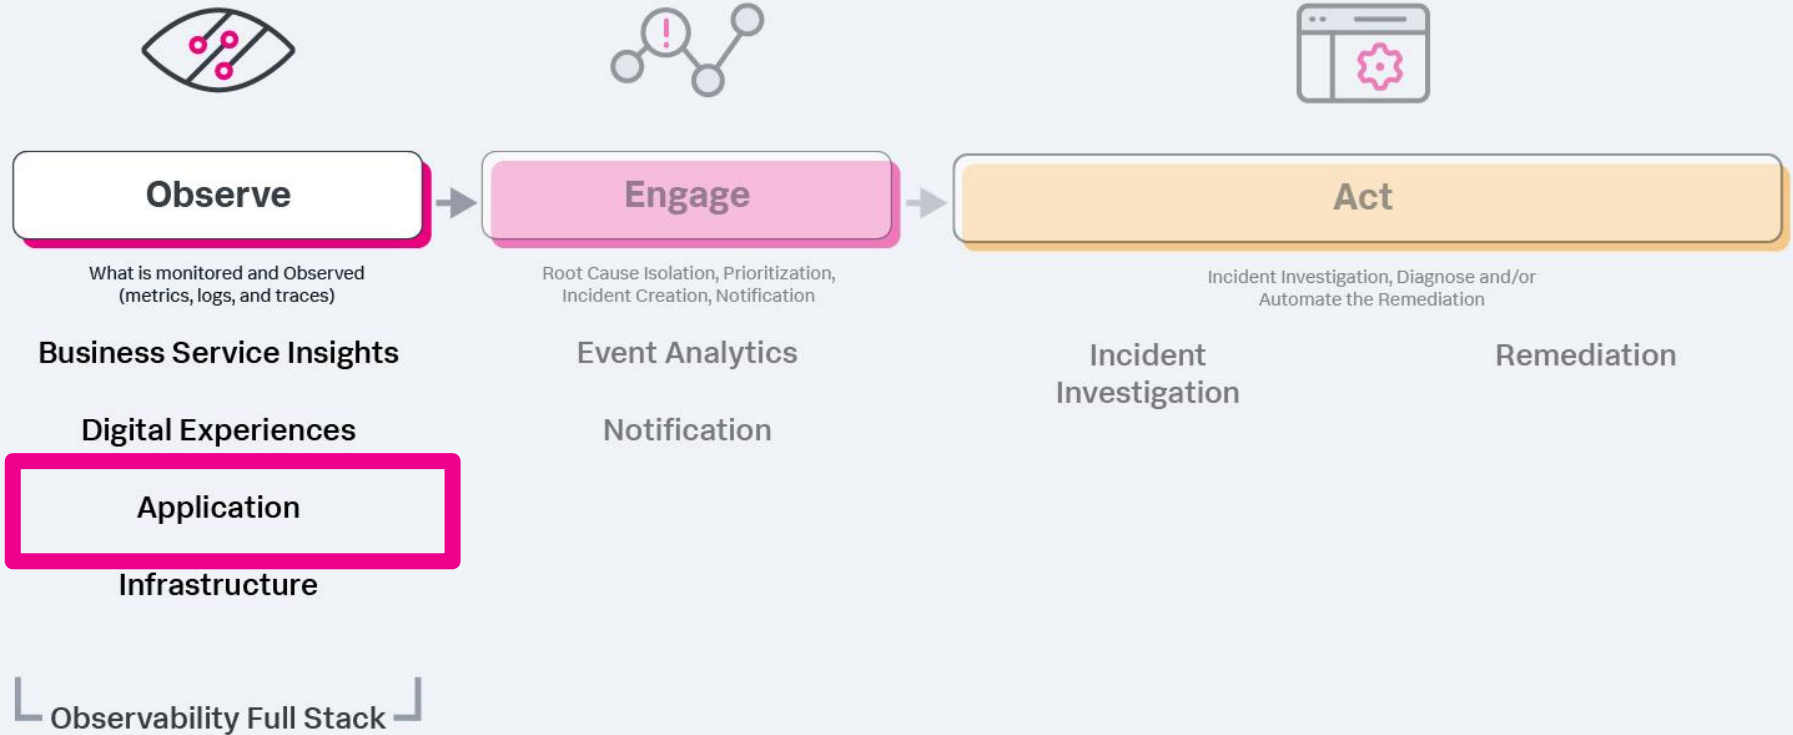 Observe
What is monitored and Observed
(metrics, logs, and traces)
Business Service Insights
Digital Experiences
Application
Infrastructure
Observability Full Stack
Engage
Root Cause Isolation, Prioritization,
Incident Creation, Notification
Event Analytics
Notification
Act
Incident Investigation, Diagnose and/or
Automate the Remediation
Incident
Investigation
Remediation